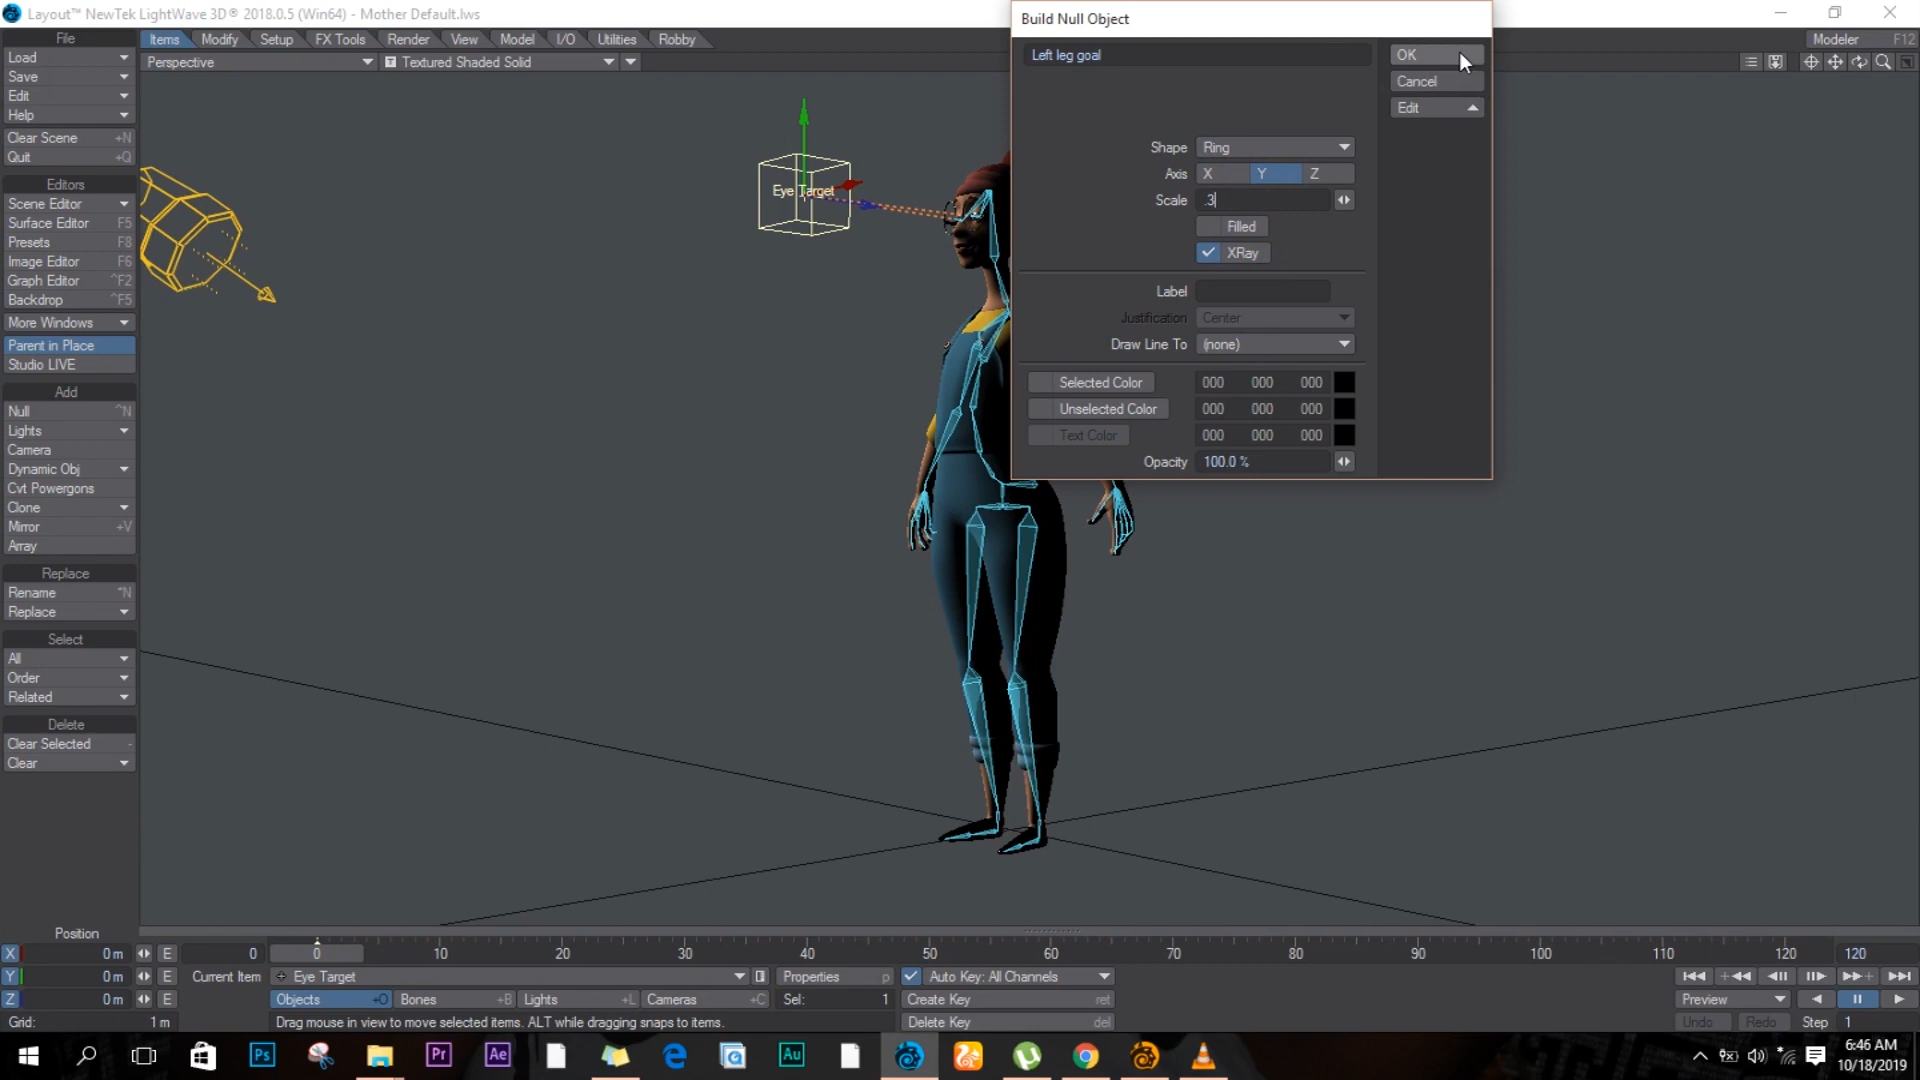 Layout™ NewTek LightWave 3D® 2018.0.5 (Win64) - Mother Default.lws
Build Null Object
File
Items Modify Setup FX Tools Render View Model I/O Utilities Robby
Modeler F12
Load
Perspective
T Textured Shaded Solid
Left leg goal
OK
Save
Cancel
Edit
Edit
Help
Clear Scene +N
Quit +Q
Shape Ring
Axis X Y Z
Editors
Scene Editor
Eye Target
Scale .3
Surface Editor F5
Filled
Presets F8
XRay
Image Editor F6
Graph Editor ^F2
Label
Backdrop ^F5
Justification Center
More Windows
Draw Line To (none)
Parent in Place
Studio LIVE
Selected Color 000 000 000
Add
Null ^N
Unselected Color 000 000 000
Lights
Text Color 000 000 000
Camera
Opacity 100.0 %
Dynamic Obj
Cvt Powergons
Clone
Mirror +V
Array
Replace
Rename ^N
Replace
Select
All
Order
Related
Delete
Clear Selected -
Clear
Position
X 0 m E 0 0 10 20 30 40 50 60 70 80 90 100 110 120 120
Y 0 m E Current Item + Eye Target Properties p Auto Key: All Channels
Z 0 m E Objects +O Bones +B Lights +L Cameras +C Sel: 1 Create Key ret Preview
Grid: 1 m Drag mouse in view to move selected items. ALT while dragging snaps to items. Delete Key del Undo Redo Step 1
Ps Pr Ae Au
6:46 AM
10/18/2019